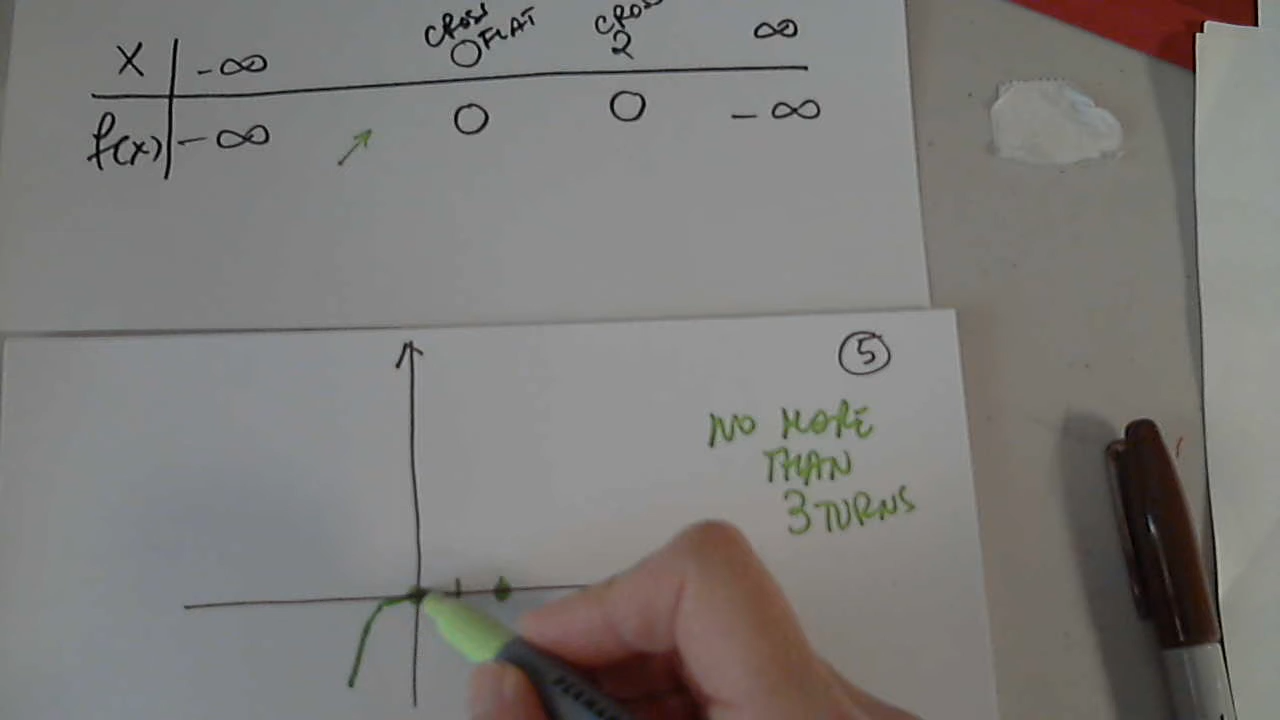 CROSS CROSS
X -∞ 0 FLAT 2 ∞
f(x) -∞ ↗ 0 0 -∞
5
NO MORE
THAN
3 TURNS